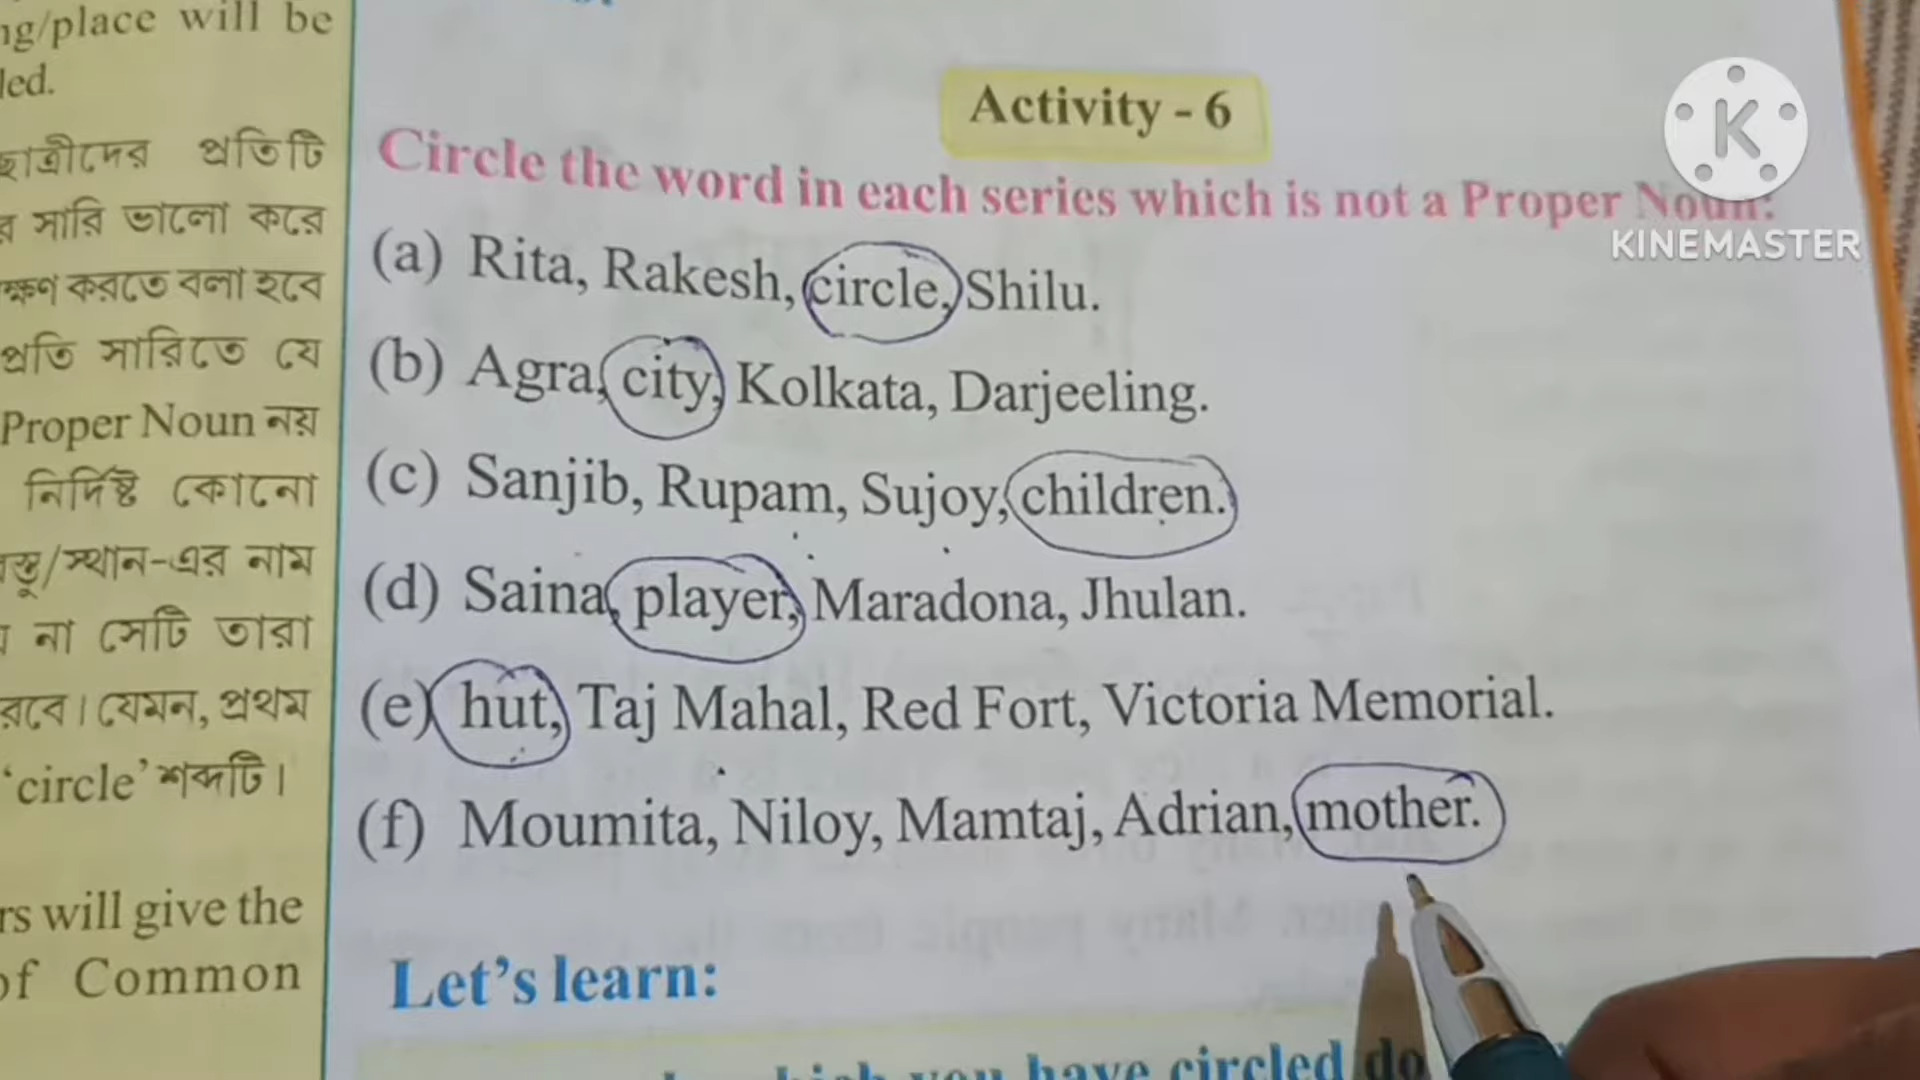 ng/place will be
led.
ছাত্রীদের প্রতিটি
সারি ভালো করে
করতে বলা হবে
প্রতি সারিতে যে
Proper Noun নয়
নির্দিষ্ট কোনো
স্থান-এর নাম
না সেটি তারা
যেমন, প্রথম
'circle' শব্দটি।
rs will give the
of Common
Activity - 6
Circle the word in each series which is not a Proper Noun:
(a) Rita, Rakesh, circle, Shilu.
(b) Agra, city, Kolkata, Darjeeling.
(c) Sanjib, Rupam, Sujoy, children.
(d) Saina, player, Maradona, Jhulan.
(e) hut, Taj Mahal, Red Fort, Victoria Memorial.
(f) Moumita, Niloy, Mamtaj, Adrian, mother.
Let's learn:
which you have circled do
K
KINEMASTER